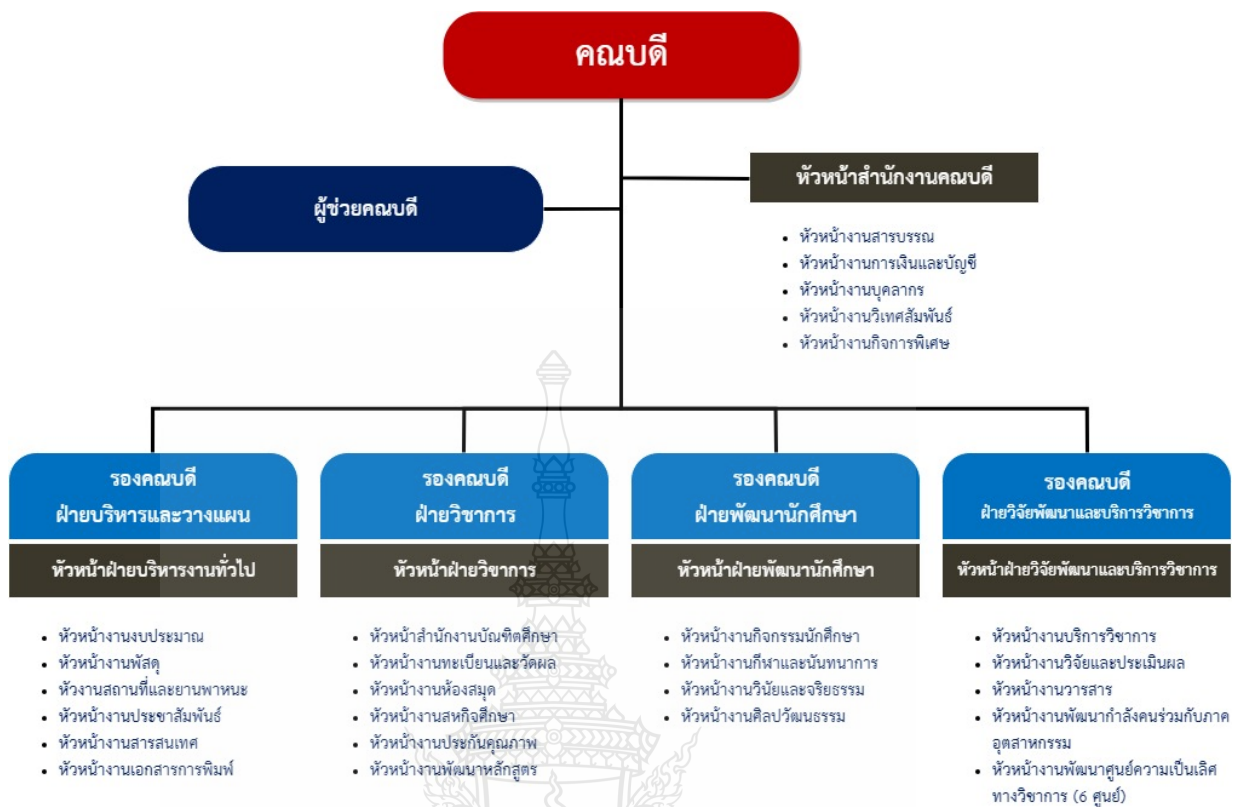 คณบดี
หัวหน้าสำนักงานคณบดี
ผู้ช่วยคณบดี
• หัวหน้างานสารบรรณ
• หัวหน้างานการเงินและบัญชี
• หัวหน้างานบุคลากร
• หัวหน้างานวิเทศสัมพันธ์
• หัวหน้างานกิจการพิเศษ
รองคณบดี
ฝ่ายบริหารและวางแผน
หัวหน้าฝ่ายบริหารงานทั่วไป
• หัวหน้างานงบประมาณ
• หัวหน้างานพัสดุ
• หัวงานสถานที่และยานพาหนะ
• หัวหน้างานประชาสัมพันธ์
• หัวหน้างานสารสนเทศ
• หัวหน้างานเอกสารการพิมพ์
รองคณบดี
ฝ่ายวิชาการ
หัวหน้าฝ่ายวิชาการ
• หัวหน้าสำนักงานบัณฑิตศึกษา
• หัวหน้างานทะเบียนและวัดผล
• หัวหน้างานห้องสมุด
• หัวหน้างานสหกิจศึกษา
• หัวหน้างานประกันคุณภาพ
• หัวหน้างานพัฒนาหลักสูตร
รองคณบดี
ฝ่ายพัฒนานักศึกษา
หัวหน้าฝ่ายพัฒนานักศึกษา
• หัวหน้างานกิจกรรมนักศึกษา
• หัวหน้างานกีฬาและนันทนาการ
• หัวหน้างานวินัยและจริยธรรม
• หัวหน้างานศิลปวัฒนธรรม
รองคณบดี
ฝ่ายวิจัยพัฒนาและบริการวิชาการ
หัวหน้าฝ่ายวิจัยพัฒนาและบริการวิชาการ
• หัวหน้างานบริการวิชาการ
• หัวหน้างานวิจัยและประเมินผล
• หัวหน้างานวารสาร
• หัวหน้างานพัฒนากำลังคนร่วมกับภาค
อุตสาหกรรม
• หัวหน้างานพัฒนาศูนย์ความเป็นเลิศ
ทางวิชาการ (6 ศูนย์)